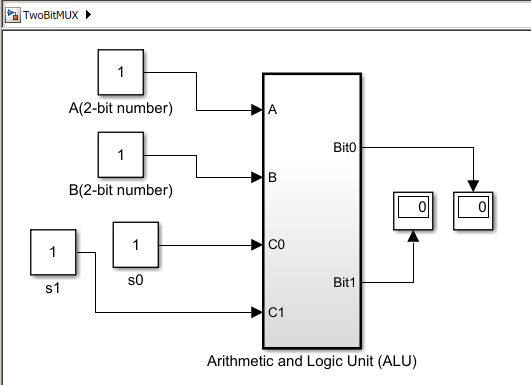 TwoBitMUX
1
A(2-bit number)
A
1
B(2-bit number)
B
Bit0
0
0
1
s1
1
s0
C0
C1
Bit1
Arithmetic and Logic Unit (ALU)